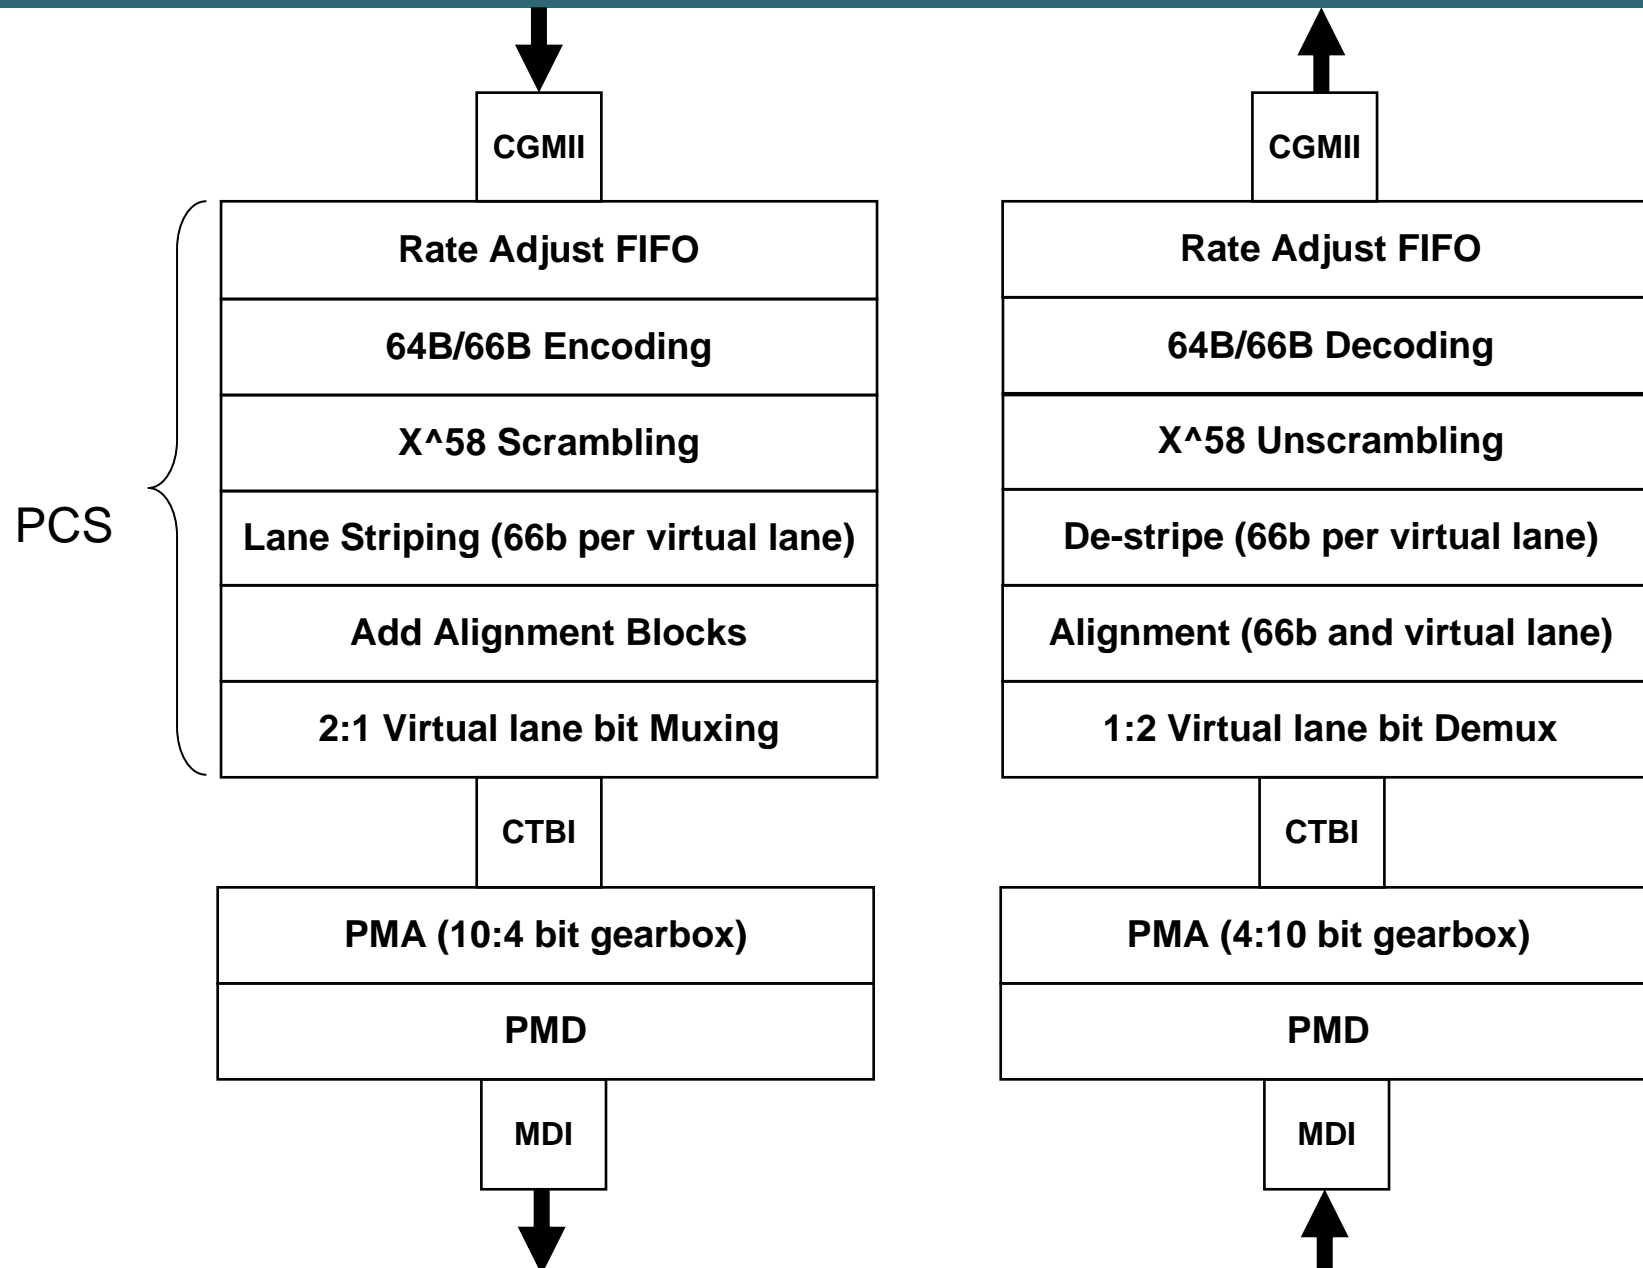 CGMII
Rate Adjust FIFO
64B/66B Encoding
X^58 Scrambling
PCS
Lane Striping (66b per virtual lane)
Add Alignment Blocks
2:1 Virtual lane bit Muxing
CTBI
PMA (10:4 bit gearbox)
PMD
MDI
CGMII
Rate Adjust FIFO
64B/66B Decoding
X^58 Unscrambling
De-stripe (66b per virtual lane)
Alignment (66b and virtual lane)
1:2 Virtual lane bit Demux
CTBI
PMA (4:10 bit gearbox)
PMD
MDI